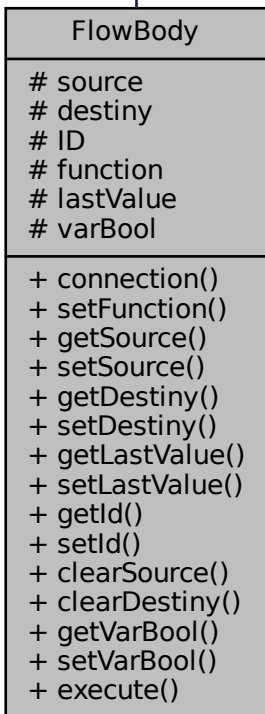 FlowBody
# source
# destiny
# ID
# function
# lastValue
# varBool
+ connection()
+ setFunction()
+ getSource()
+ setSource()
+ getDestiny()
+ setDestiny()
+ getLastValue()
+ setLastValue()
+ getId()
+ setId()
+ clearSource()
+ clearDestiny()
+ getVarBool()
+ setVarBool()
+ execute()